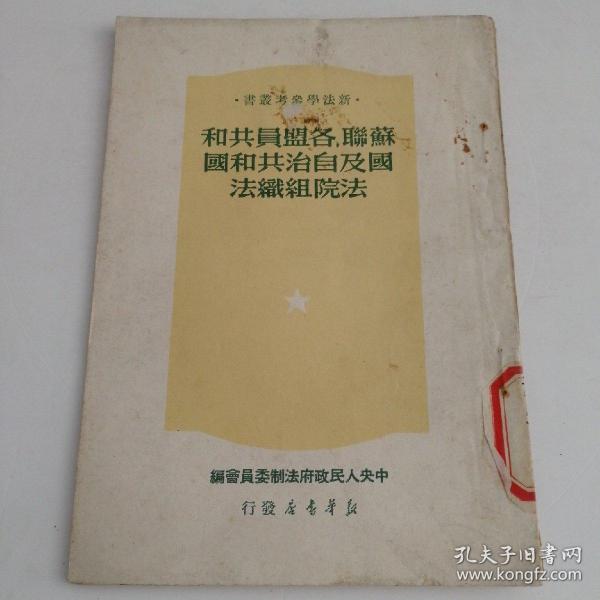 ·新法學參考叢書·
蘇聯,各盟員共和
國及自治共和國
法院組織法
中央人民政府法制委員會編
新華書店發行
孔夫子旧书网
www.kongfz.com